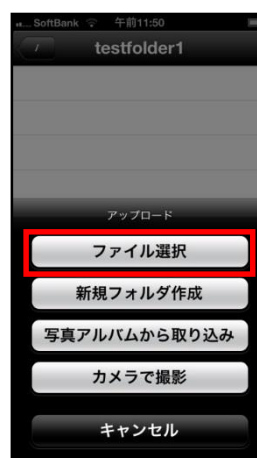 SoftBank 午前11:50
/ testfolder1
アップロード
ファイル選択
新規フォルダ作成
写真アルバムから取り込み
カメラで撮影
キャンセル